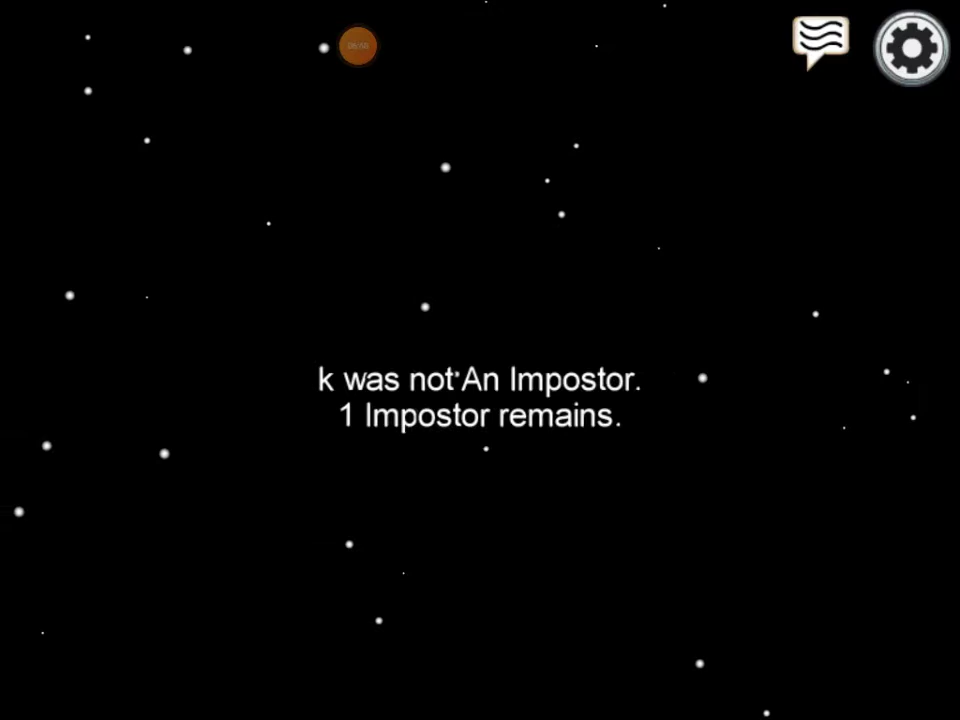 k was not An Impostor.
1 Impostor remains.